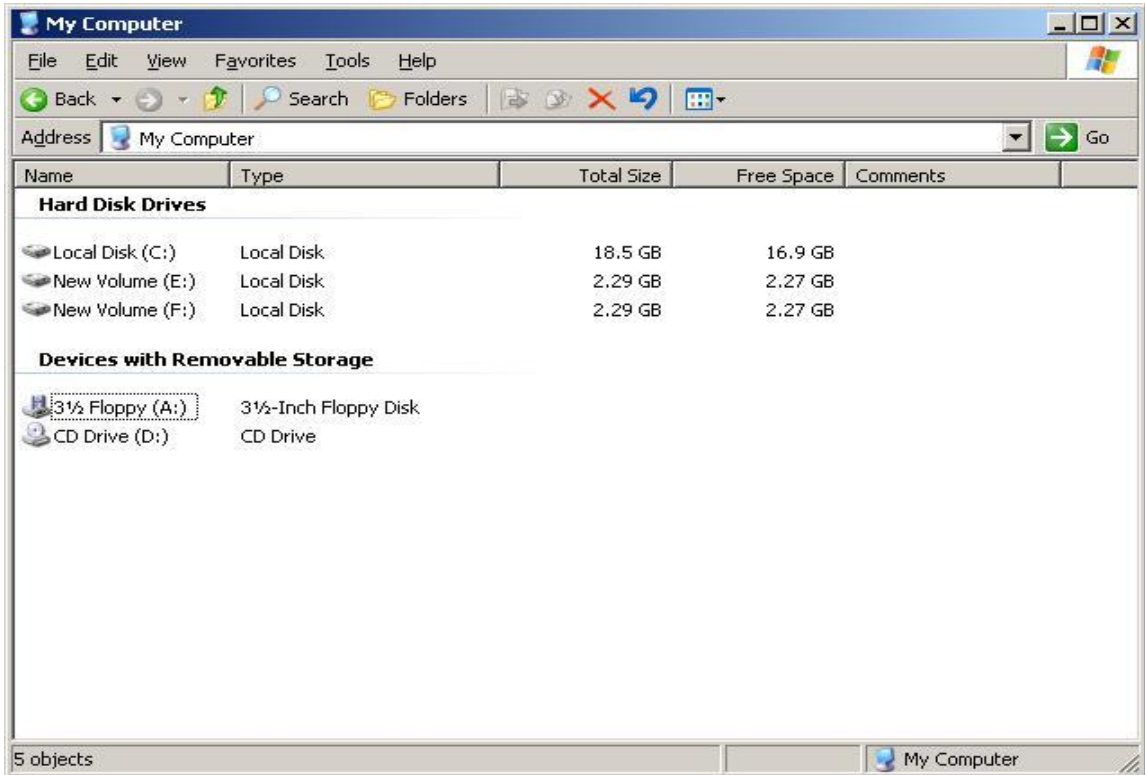 My Computer
File Edit View Favorites Tools Help
Back Search Folders
Address My Computer Go
Name Type Total Size Free Space Comments
Hard Disk Drives
Local Disk (C:) Local Disk 18.5 GB 16.9 GB
New Volume (E:) Local Disk 2.29 GB 2.27 GB
New Volume (F:) Local Disk 2.29 GB 2.27 GB
Devices with Removable Storage
3½ Floppy (A:) 3½-Inch Floppy Disk
CD Drive (D:) CD Drive
5 objects My Computer